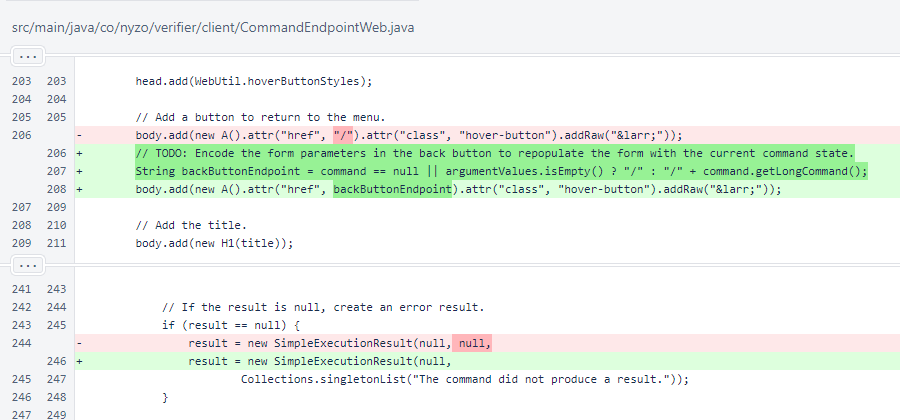 src/main/java/co/nyzo/verifier/client/CommandEndpointWeb.java
...
203 203 head.add(WebUtil.hoverButtonStyles);
204 204
205 205 // Add a button to return to the menu.
206 - body.add(new A().attr("href", "/").attr("class", "hover-button").addRaw("&larr;"));
206 + // TODO: Encode the form parameters in the back button to repopulate the form with the current command state.
207 + String backButtonEndpoint = command == null || argumentValues.isEmpty() ? "/" : "/" + command.getLongCommand();
208 + body.add(new A().attr("href", backButtonEndpoint).attr("class", "hover-button").addRaw("&larr;"));
207 209
208 210 // Add the title.
209 211 body.add(new H1(title));
...
241 243
242 244 // If the result is null, create an error result.
243 245 if (result == null) {
244 - result = new SimpleExecutionResult(null, null,
246 + result = new SimpleExecutionResult(null,
245 247 Collections.singletonList("The command did not produce a result."));
246 248 }
247 249